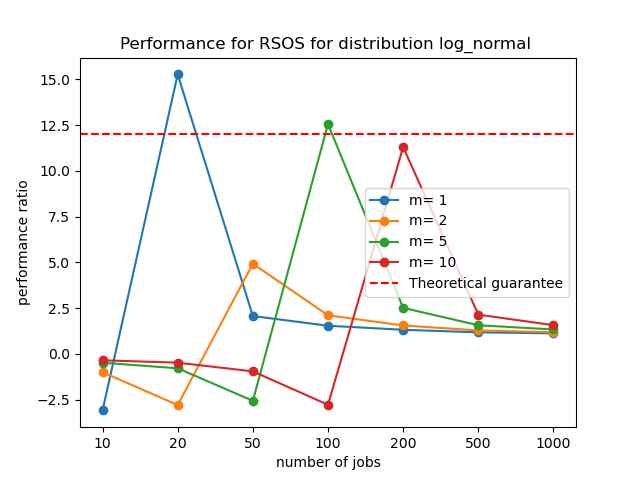 Performance for RSOS for distribution log_normal
15.0
12.5
10.0
7.5
5.0
2.5
0.0
−2.5
performance ratio
m= 1
m= 2
m= 5
m= 10
Theoretical guarantee
10 20 50 100 200 500 1000
number of jobs